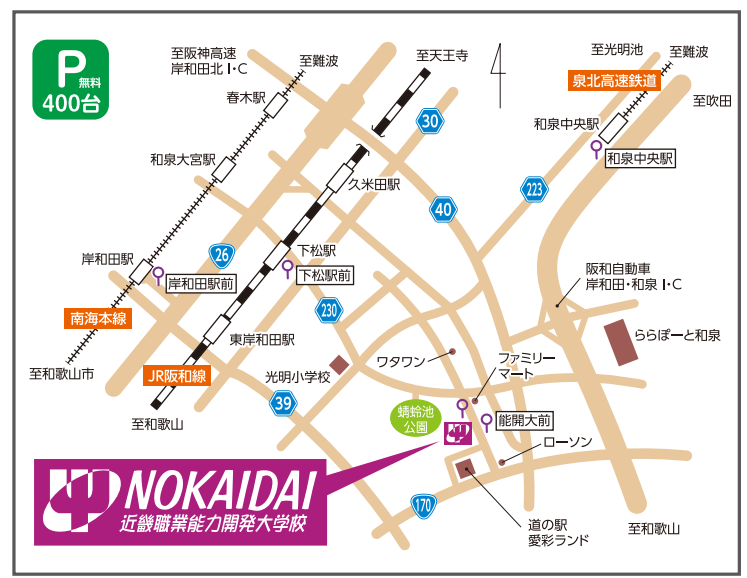 P
無料
400台
至阪神高速
岸和田北 I・C
至難波
至天王寺
至光明池
至難波
泉北高速鉄道
至吹田
春木駅
30
和泉中央駅
和泉中央駅
和泉大宮駅
久米田駅
223
40
岸和田駅
26
下松駅
岸和田駅前
下松駅前
阪和自動車
岸和田・和泉 I・C
南海本線
230
東岸和田駅
ららぽーと和泉
至和歌山市
JR阪和線
光明小学校
ワタワン
ファミリー
マート
39
至和歌山
蜻蛉池
公園
能開大前
ローソン
NOKAIDAI
近畿職業能力開発大学校
170
道の駅
愛彩ランド
至和歌山